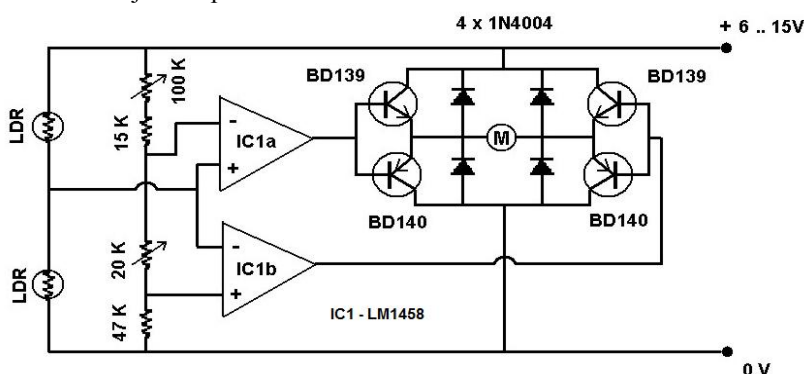 4 x 1N4004
+ 6 .. 15V
BD139
BD139
100 K
LDR
15 K
-
IC1a
+
M
BD140
BD140
-
IC1b
+
20 K
LDR
47 K
IC1 - LM1458
0 V